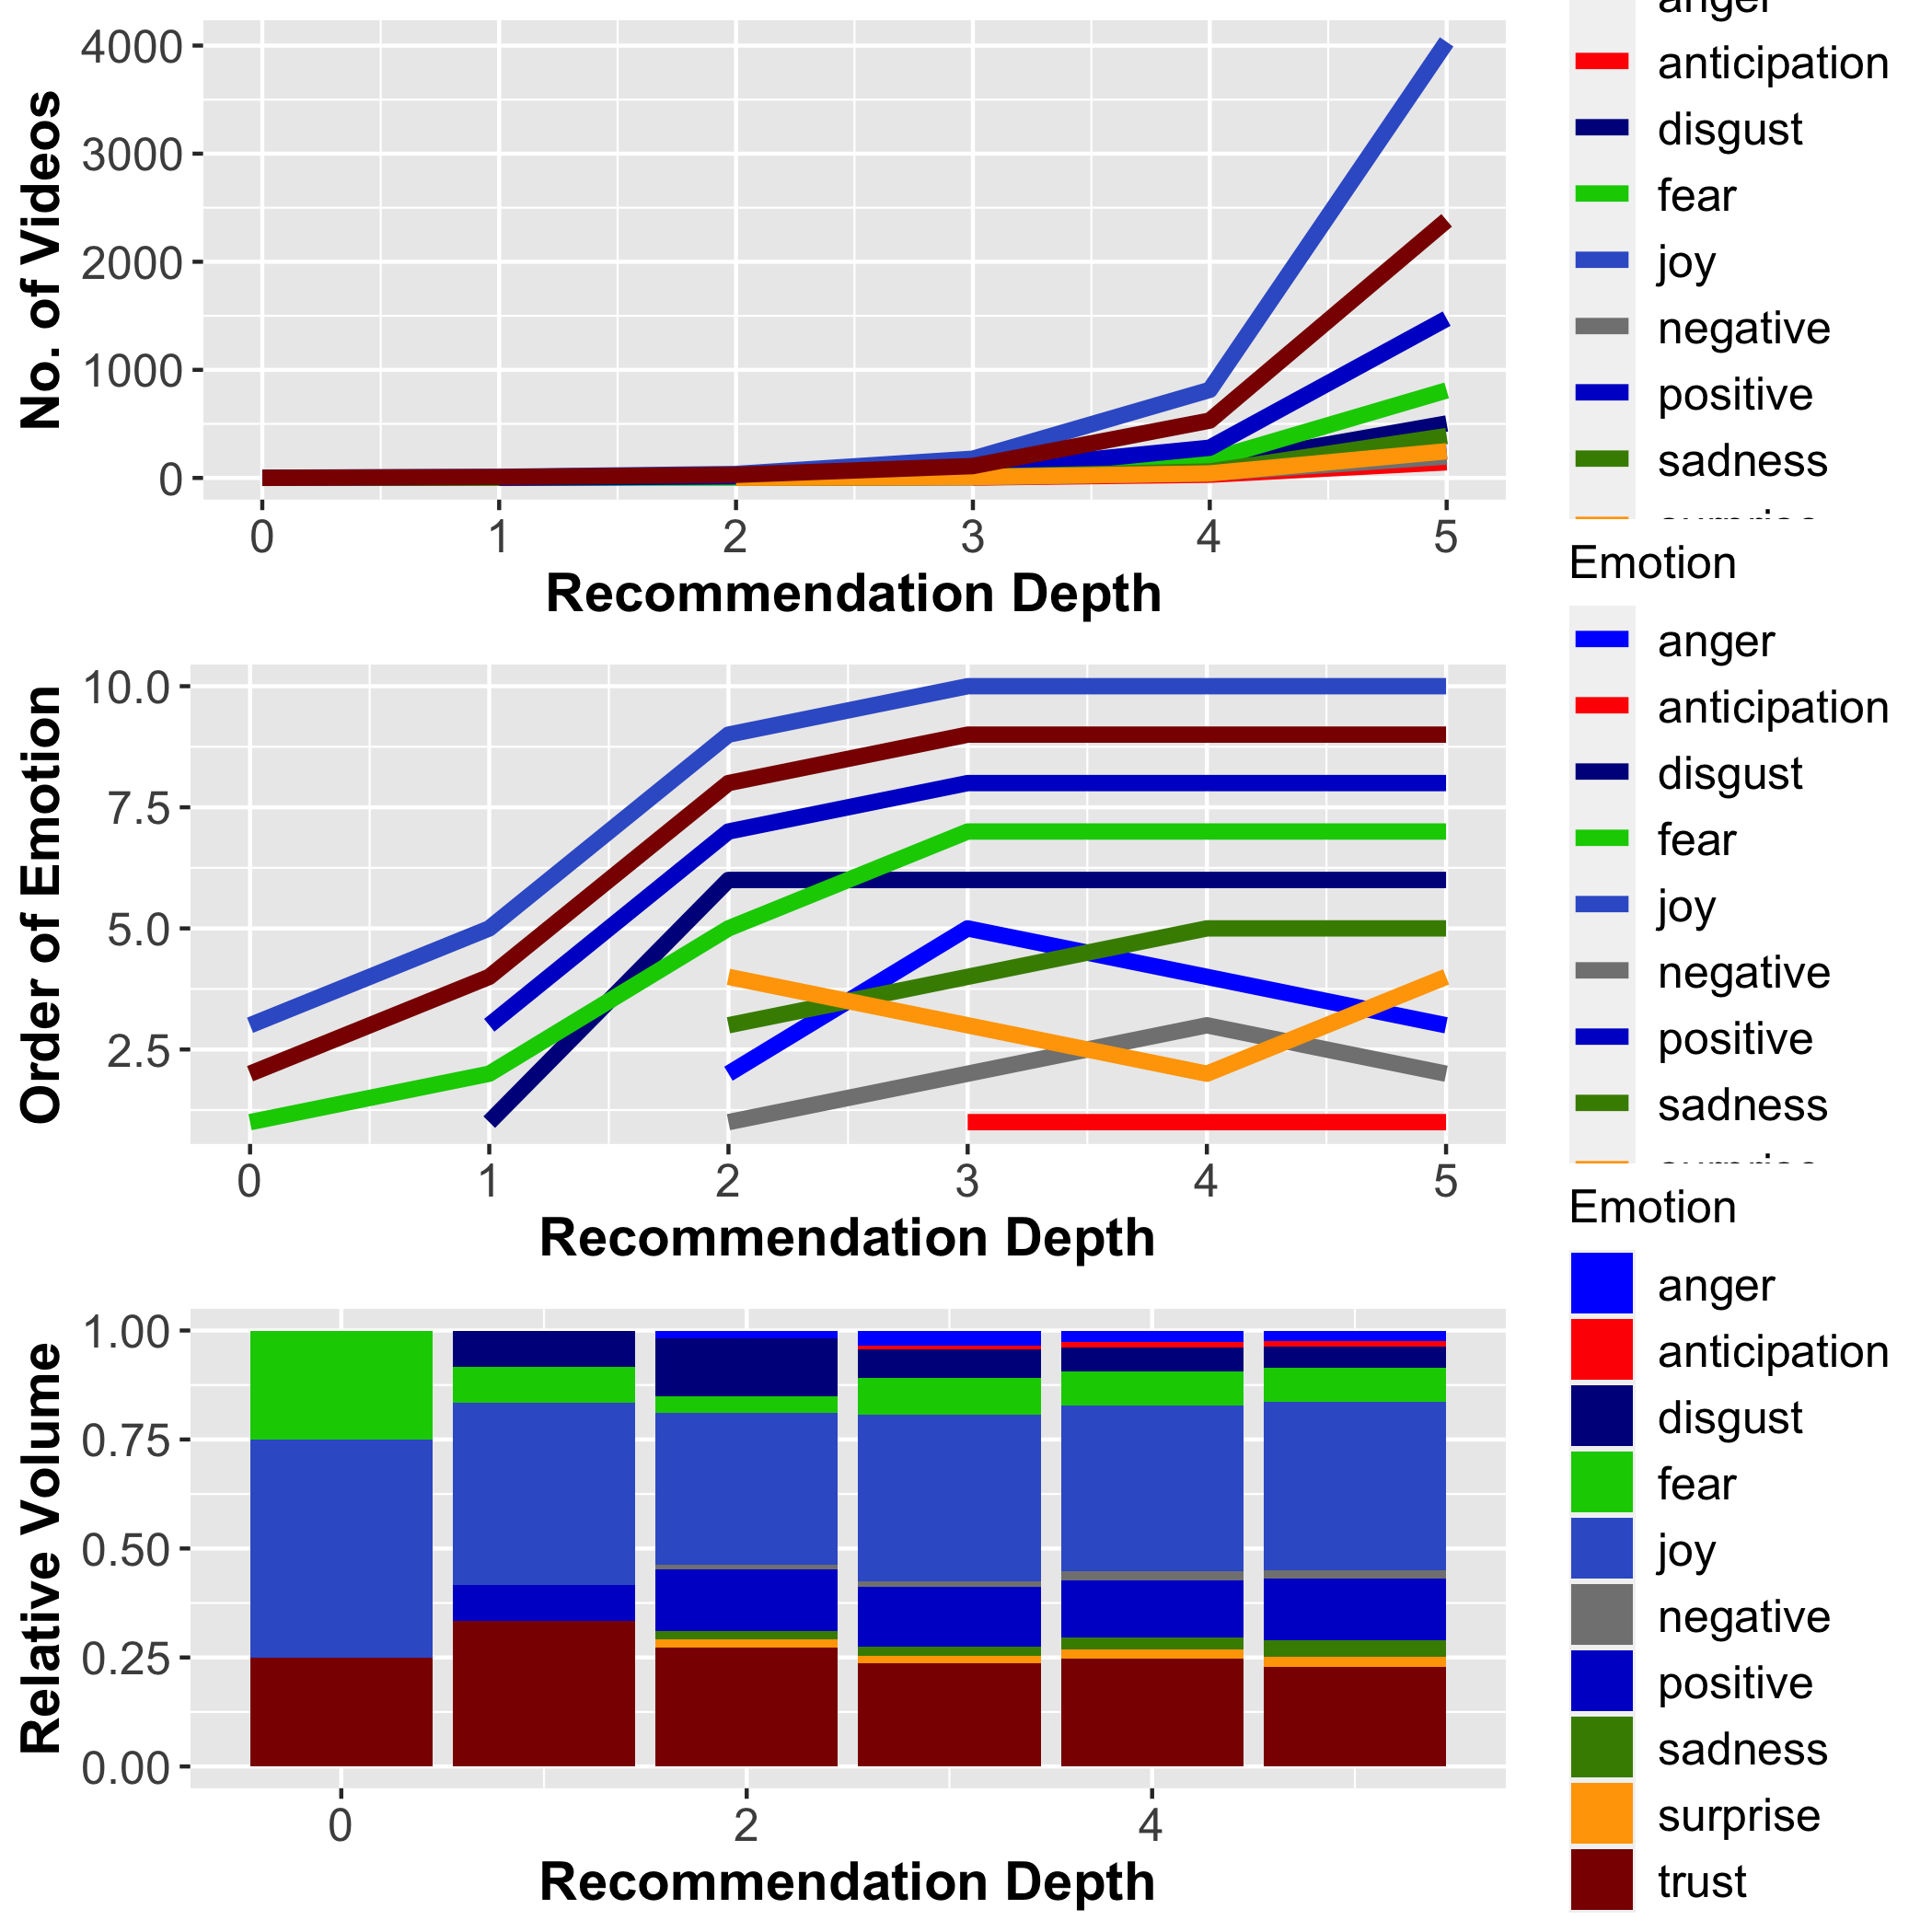 4000
3000
2000
1000
0
No. of Videos
0 1 2 3 4 5
Recommendation Depth
anger
anticipation
disgust
fear
joy
negative
positive
sadness
10.0
7.5
5.0
2.5
Order of Emotion
0 1 2 3 4 5
Recommendation Depth
Emotion
anger
anticipation
disgust
fear
joy
negative
positive
sadness
1.00
0.75
0.50
0.25
0.00
Relative Volume
0 2 4
Recommendation Depth
Emotion
anger
anticipation
disgust
fear
joy
negative
positive
sadness
surprise
trust